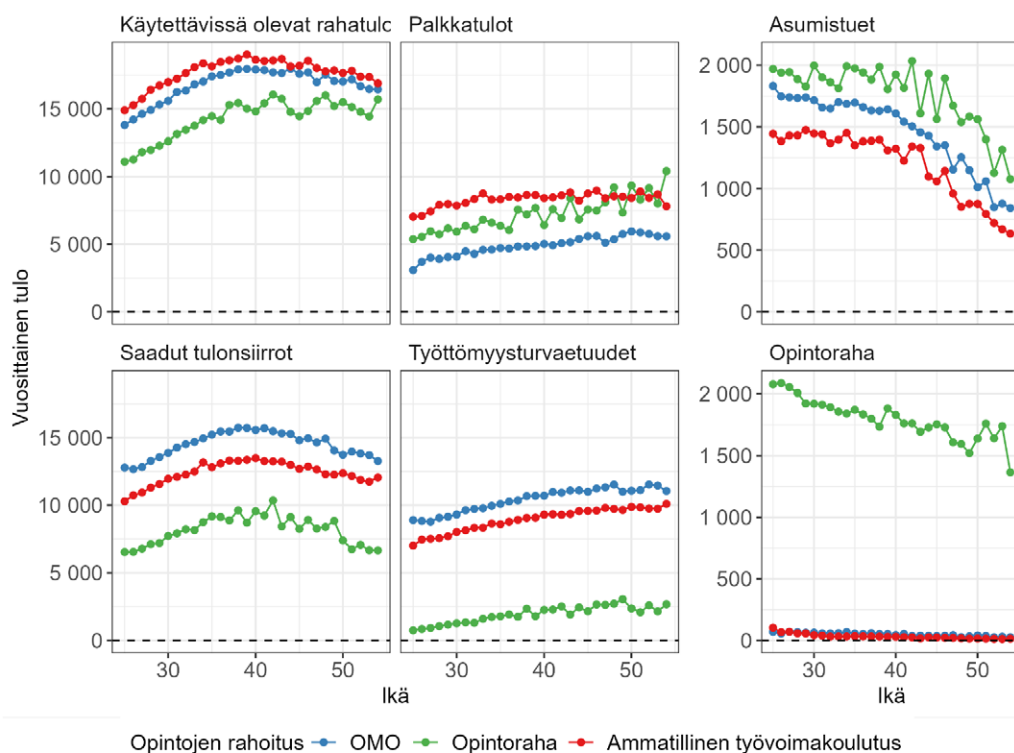 Käytettävissä olevat rahatulo
Palkkatulot
Asumistuet
15 000
10 000
5 000
0
2 000
1 500
1 000
500
0
Vuosittainen tulo
Saadut tulonsiirrot
Työttömyysturvaetuudet
Opintoraha
15 000
10 000
5 000
0
2 000
1 500
1 000
500
0
30 40 50
30 40 50
30 40 50
Ikä
Ikä
Opintojen rahoitus OMO Opintoraha Ammatillinen työvoimakoulutus